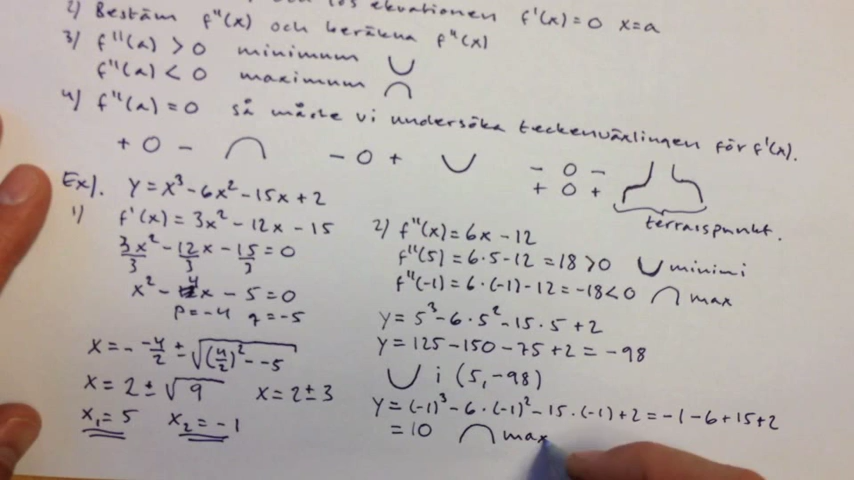 2) Bestäm f''(x) och beräkna f''(x)
ekvationen f'(x)=0 x=a
3) f''(a) > 0 minimum
f''(a) < 0 maximum
4) f''(a) = 0 så måste vi undersöka teckenväxlingen för f'(x).
+ 0 - - 0 + - 0 -
+ 0 +
terrasspunkt.
Ex1. y = x³ - 6x² - 15x + 2
1) f'(x) = 3x² - 12x - 15
3x²/3 - 12x/3 - 15/3 = 0
x² - 4x - 5 = 0
p = -4 q = -5
x = - -4/2 ± √((4/2)² - -5)
x = 2 ± √9 x = 2 ± 3
x₁ = 5 x₂ = -1
2) f''(x) = 6x - 12
f''(5) = 6·5 - 12 = 18 > 0 minimi
f''(-1) = 6·(-1) - 12 = -18 < 0 max
y = 5³ - 6·5² - 15·5 + 2
y = 125 - 150 - 75 + 2 = -98
i (5, -98)
y = (-1)³ - 6·(-1)² - 15·(-1) + 2 = -1 - 6 + 15 + 2
= 10 max